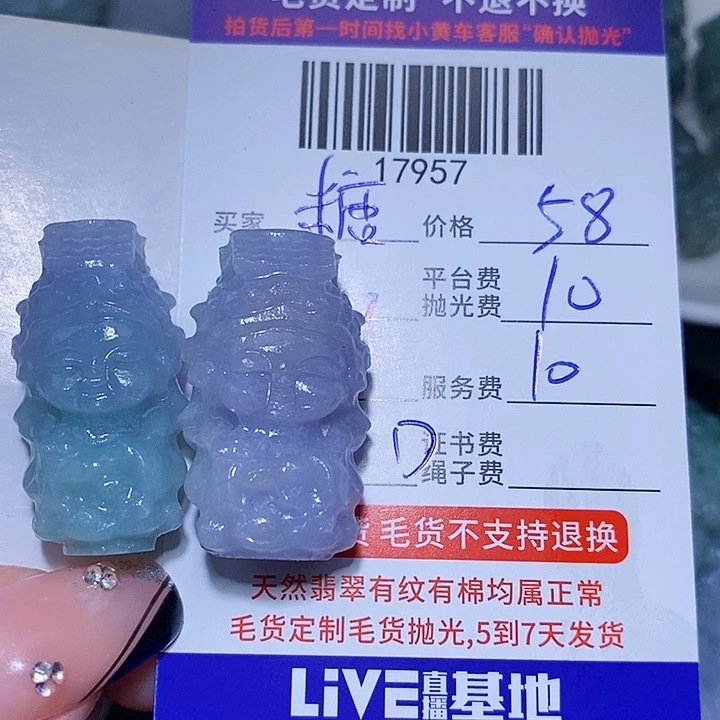 毛货定制 不退不换
拍货后第一时间找小黄车客服“确认抛光”
17957
买家 糖 价格 58
平台费
抛光费 10
服务费 10
D 证书费
绳子费
毛货不支持退换
天然翡翠有纹有棉均属正常
毛货定制毛货抛光,5到7天发货
LiVE直播基地